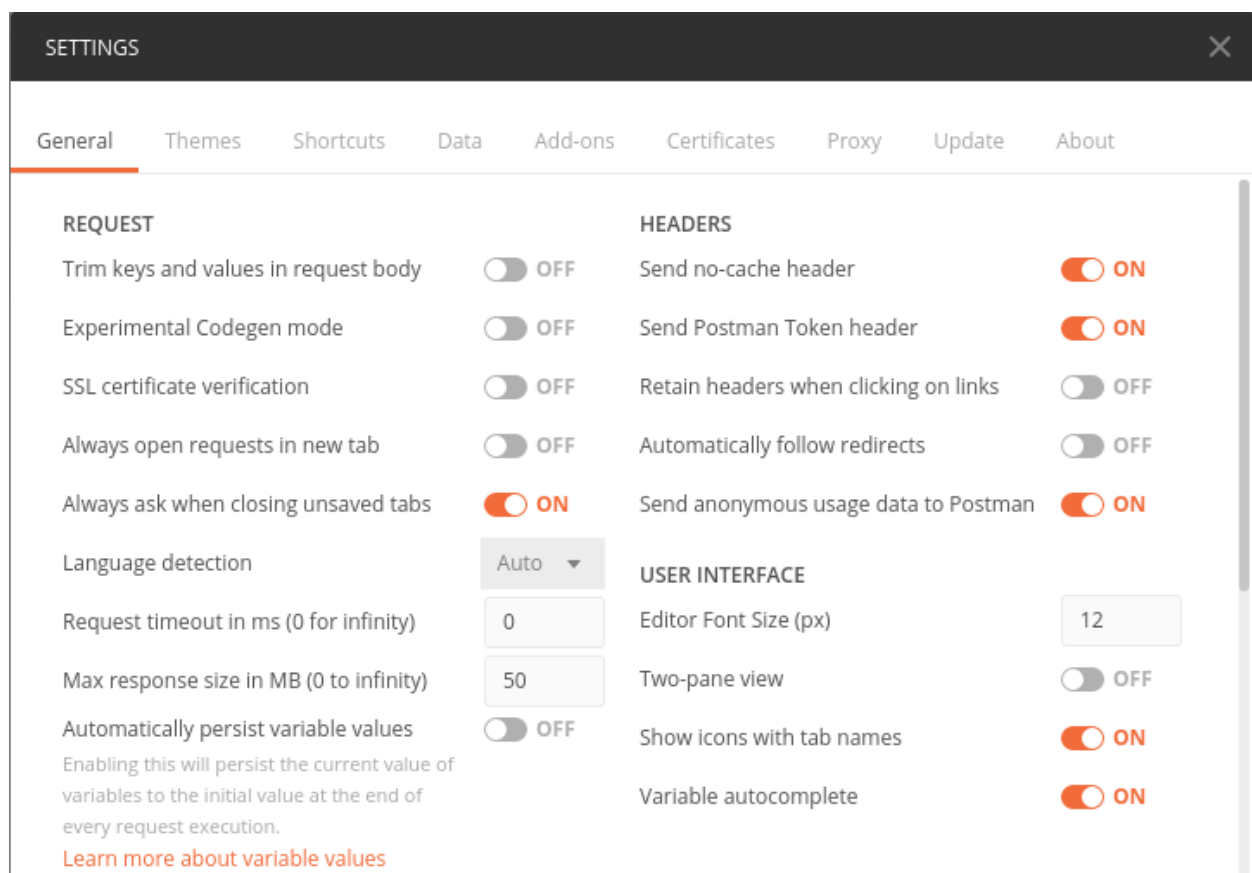 SETTINGS
General Themes Shortcuts Data Add-ons Certificates Proxy Update About
REQUEST
Trim keys and values in request body OFF
Experimental Codegen mode OFF
SSL certificate verification OFF
Always open requests in new tab OFF
Always ask when closing unsaved tabs ON
Language detection Auto
Request timeout in ms (0 for infinity) 0
Max response size in MB (0 to infinity) 50
Automatically persist variable values OFF
Enabling this will persist the current value of
variables to the initial value at the end of
every request execution.
Learn more about variable values
HEADERS
Send no-cache header ON
Send Postman Token header ON
Retain headers when clicking on links OFF
Automatically follow redirects OFF
Send anonymous usage data to Postman ON
USER INTERFACE
Editor Font Size (px) 12
Two-pane view OFF
Show icons with tab names ON
Variable autocomplete ON